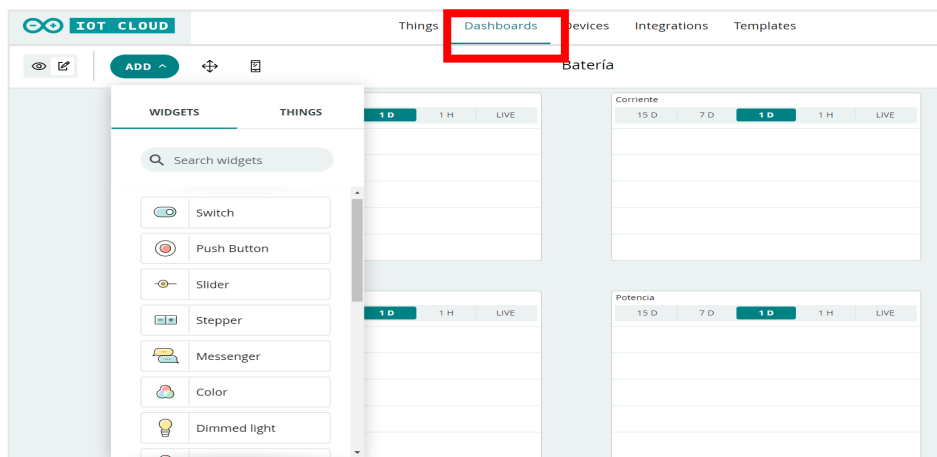 IOT CLOUD
Things Dashboards Devices Integrations Templates
ADD
Batería
WIDGETS THINGS
Search widgets
Switch
Push Button
Slider
Stepper
Messenger
Color
Dimmed light
1 D 1 H LIVE
Corriente
15 D 7 D 1 D 1 H LIVE
1 D 1 H LIVE
Potencia
15 D 7 D 1 D 1 H LIVE